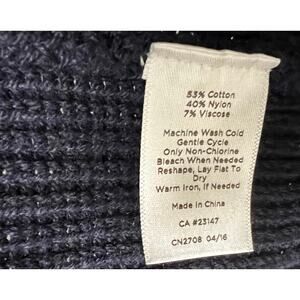 53% Cotton
40% Nylon
7% Viscose
Machine Wash Cold
Gentle Cycle
Only Non-Chlorine
Bleach When Needed
Reshape, Lay Flat To
Dry
Warm Iron, If Needed
Made in China
CA #23147
CN2708 04/16